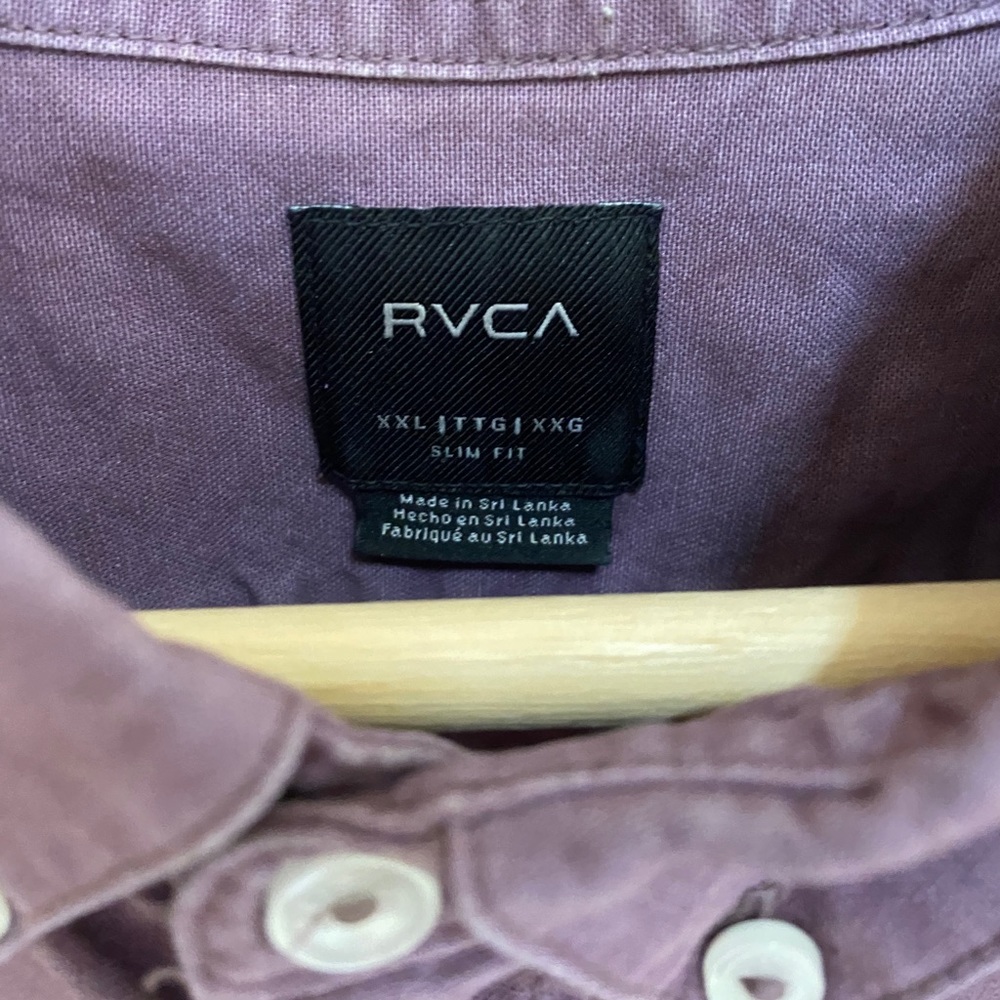 RVCA
XXL | TTG | XXG
SLIM FIT
Made in Sri Lanka
Hecho en Sri Lanka
Fabriqué au Sri Lanka